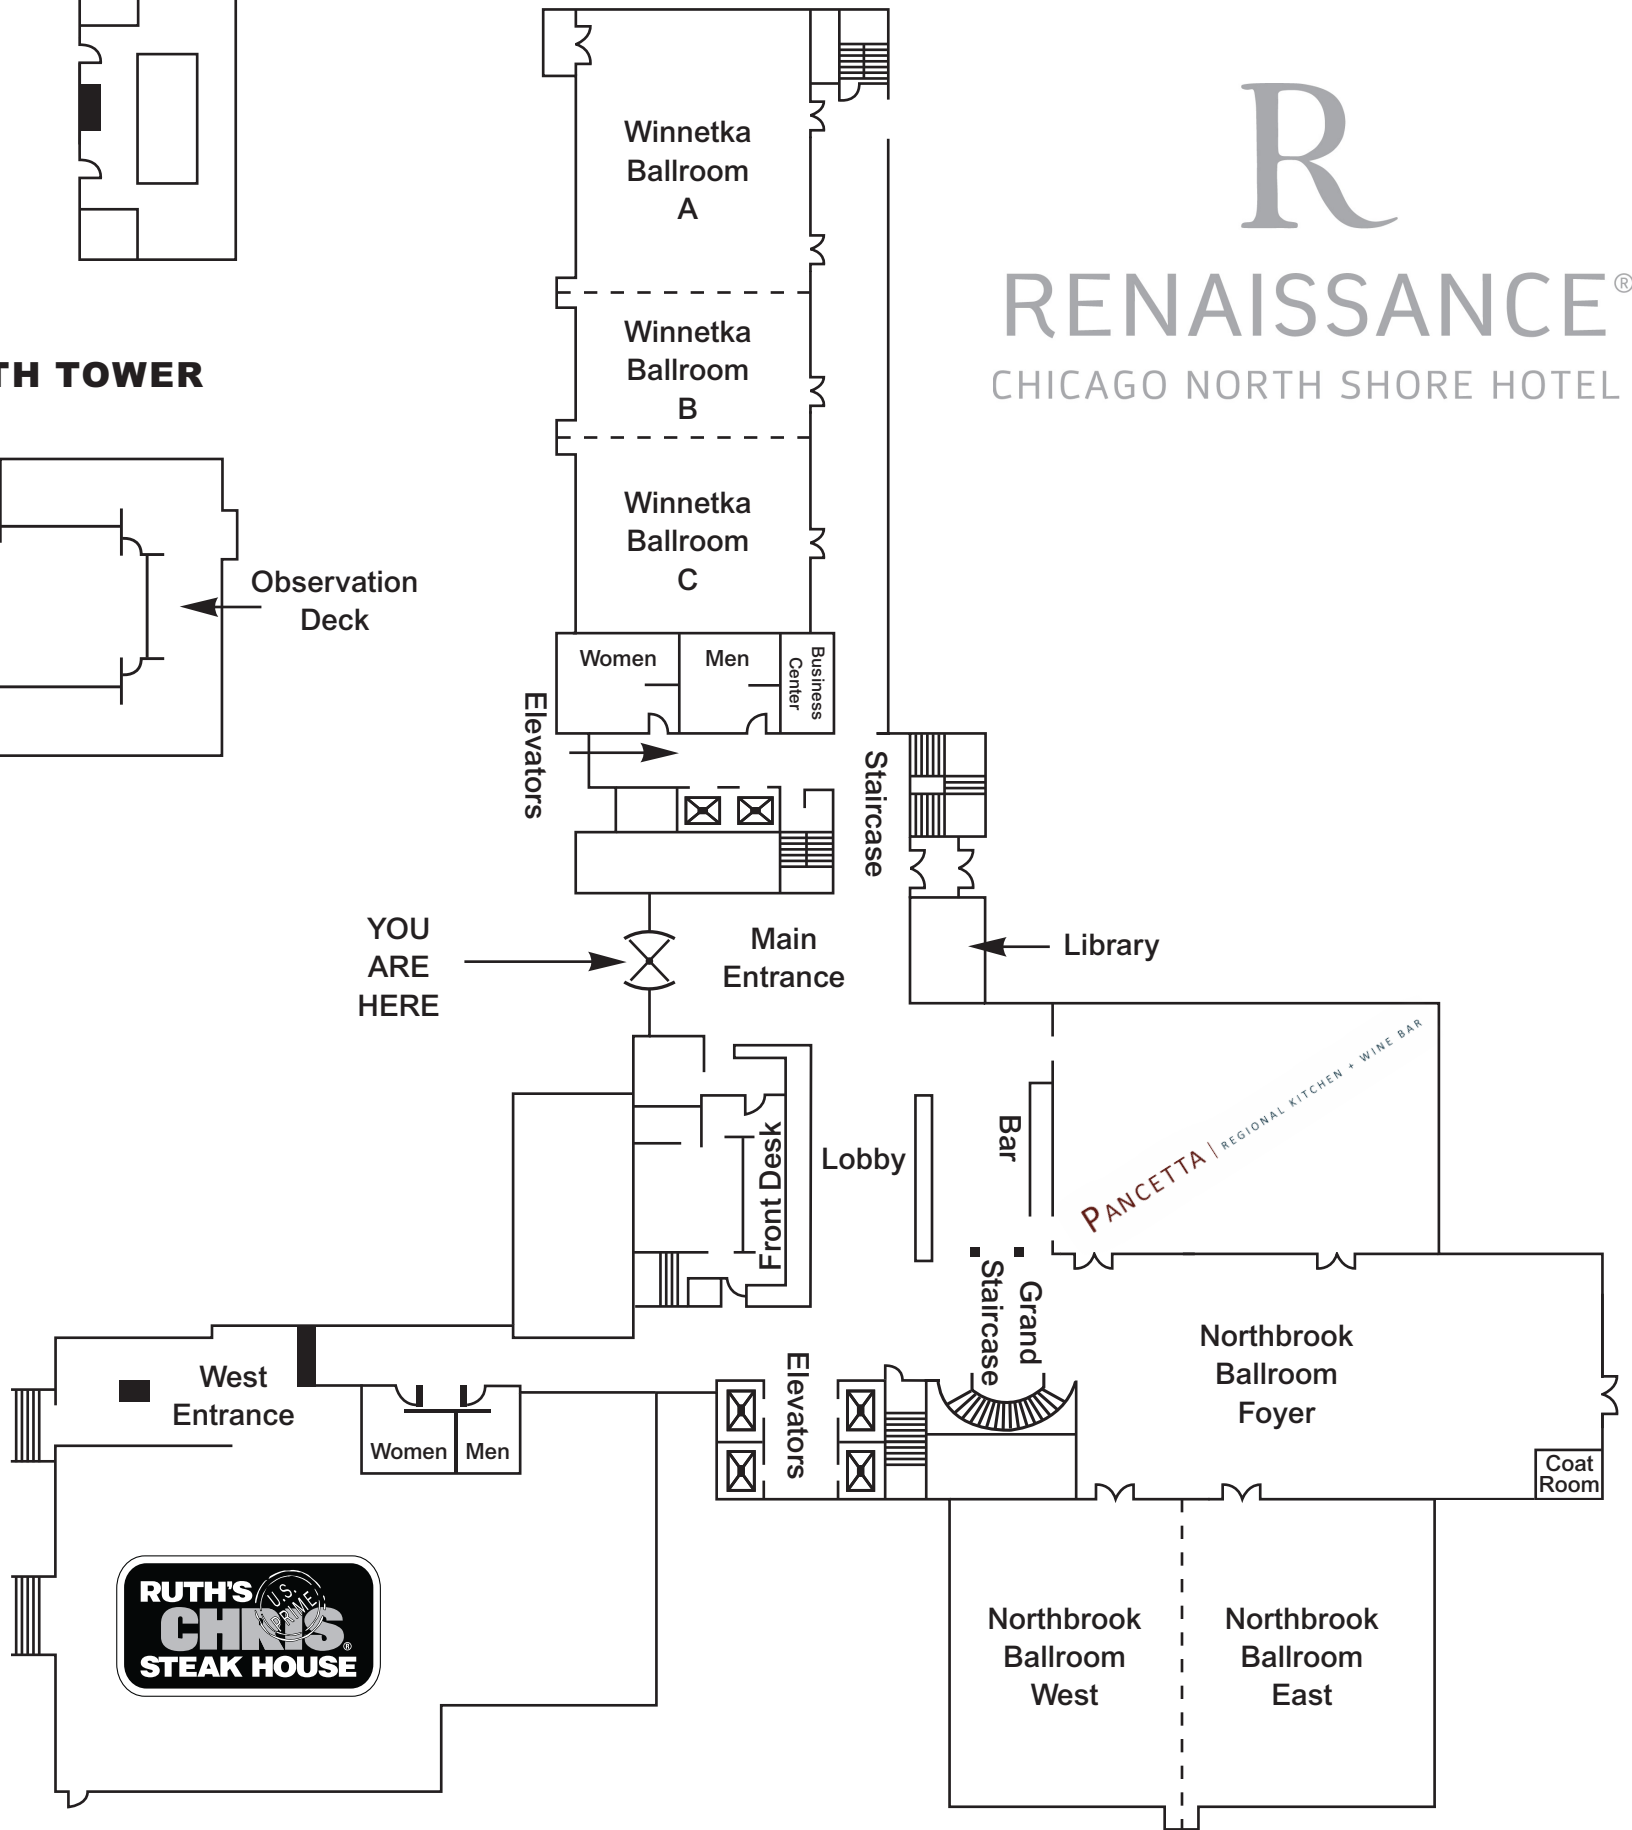 Winnetka
Ballroom
A
R
RENAISSANCE®
CHICAGO NORTH SHORE HOTEL
Winnetka
Ballroom
B
TH TOWER
Winnetka
Ballroom
C
Observation
Deck
Women
Men
Business
Center
Elevators
Staircase
YOU
ARE
HERE
Main
Entrance
Library
PANCETTA | REGIONAL KITCHEN + WINE BAR
Bar
Front Desk
Lobby
Grand
Staircase
Northbrook
Ballroom
Foyer
West
Entrance
Elevators
Women
Men
Coat
Room
RUTH'S
U.S.
PRIME
CHRIS®
STEAK HOUSE
Northbrook
Ballroom
West
Northbrook
Ballroom
East